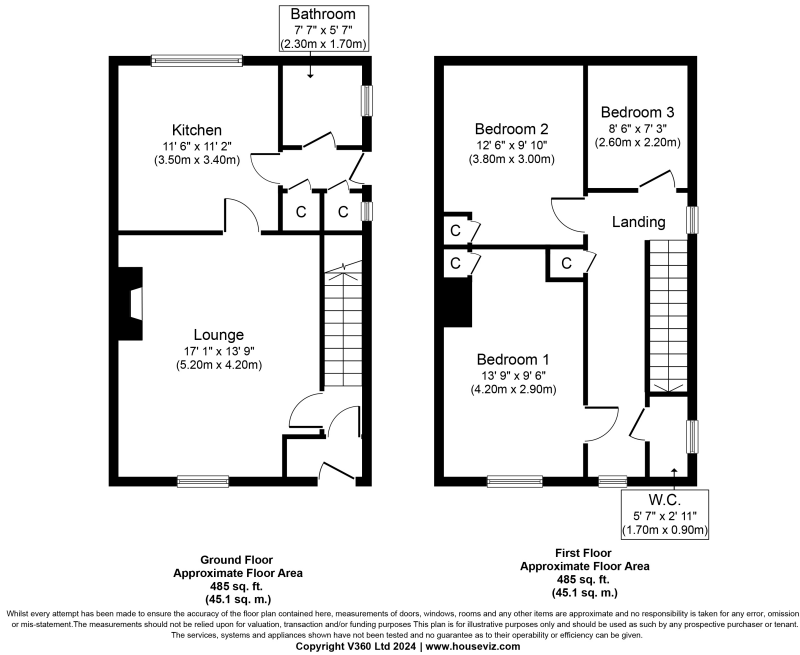 Bathroom
7' 7" x 5' 7"
(2.30m x 1.70m)
Kitchen
11' 6" x 11' 2"
(3.50m x 3.40m)
C
C
Lounge
17' 1" x 13' 9"
(5.20m x 4.20m)
Ground Floor
Approximate Floor Area
485 sq. ft.
(45.1 sq. m.)
Bedroom 2
12' 6" x 9' 10"
(3.80m x 3.00m)
Bedroom 3
8' 6" x 7' 3"
(2.60m x 2.20m)
Landing
C
C
C
Bedroom 1
13' 9" x 9' 6"
(4.20m x 2.90m)
W.C.
5' 7" x 2' 11"
(1.70m x 0.90m)
First Floor
Approximate Floor Area
485 sq. ft.
(45.1 sq. m.)
Whilst every attempt has been made to ensure the accuracy of the floor plan contained here, measurements of doors, windows, rooms and any other items are approximate and no responsibility is taken for any error, omission
or mis-statement.The measurements should not be relied upon for valuation, transaction and/or funding purposes This plan is for illustrative purposes only and should be used as such by any prospective purchaser or tenant.
The services, systems and appliances shown have not been tested and no guarantee as to their operability or efficiency can be given.
Copyright V360 Ltd 2024 | www.houseviz.com